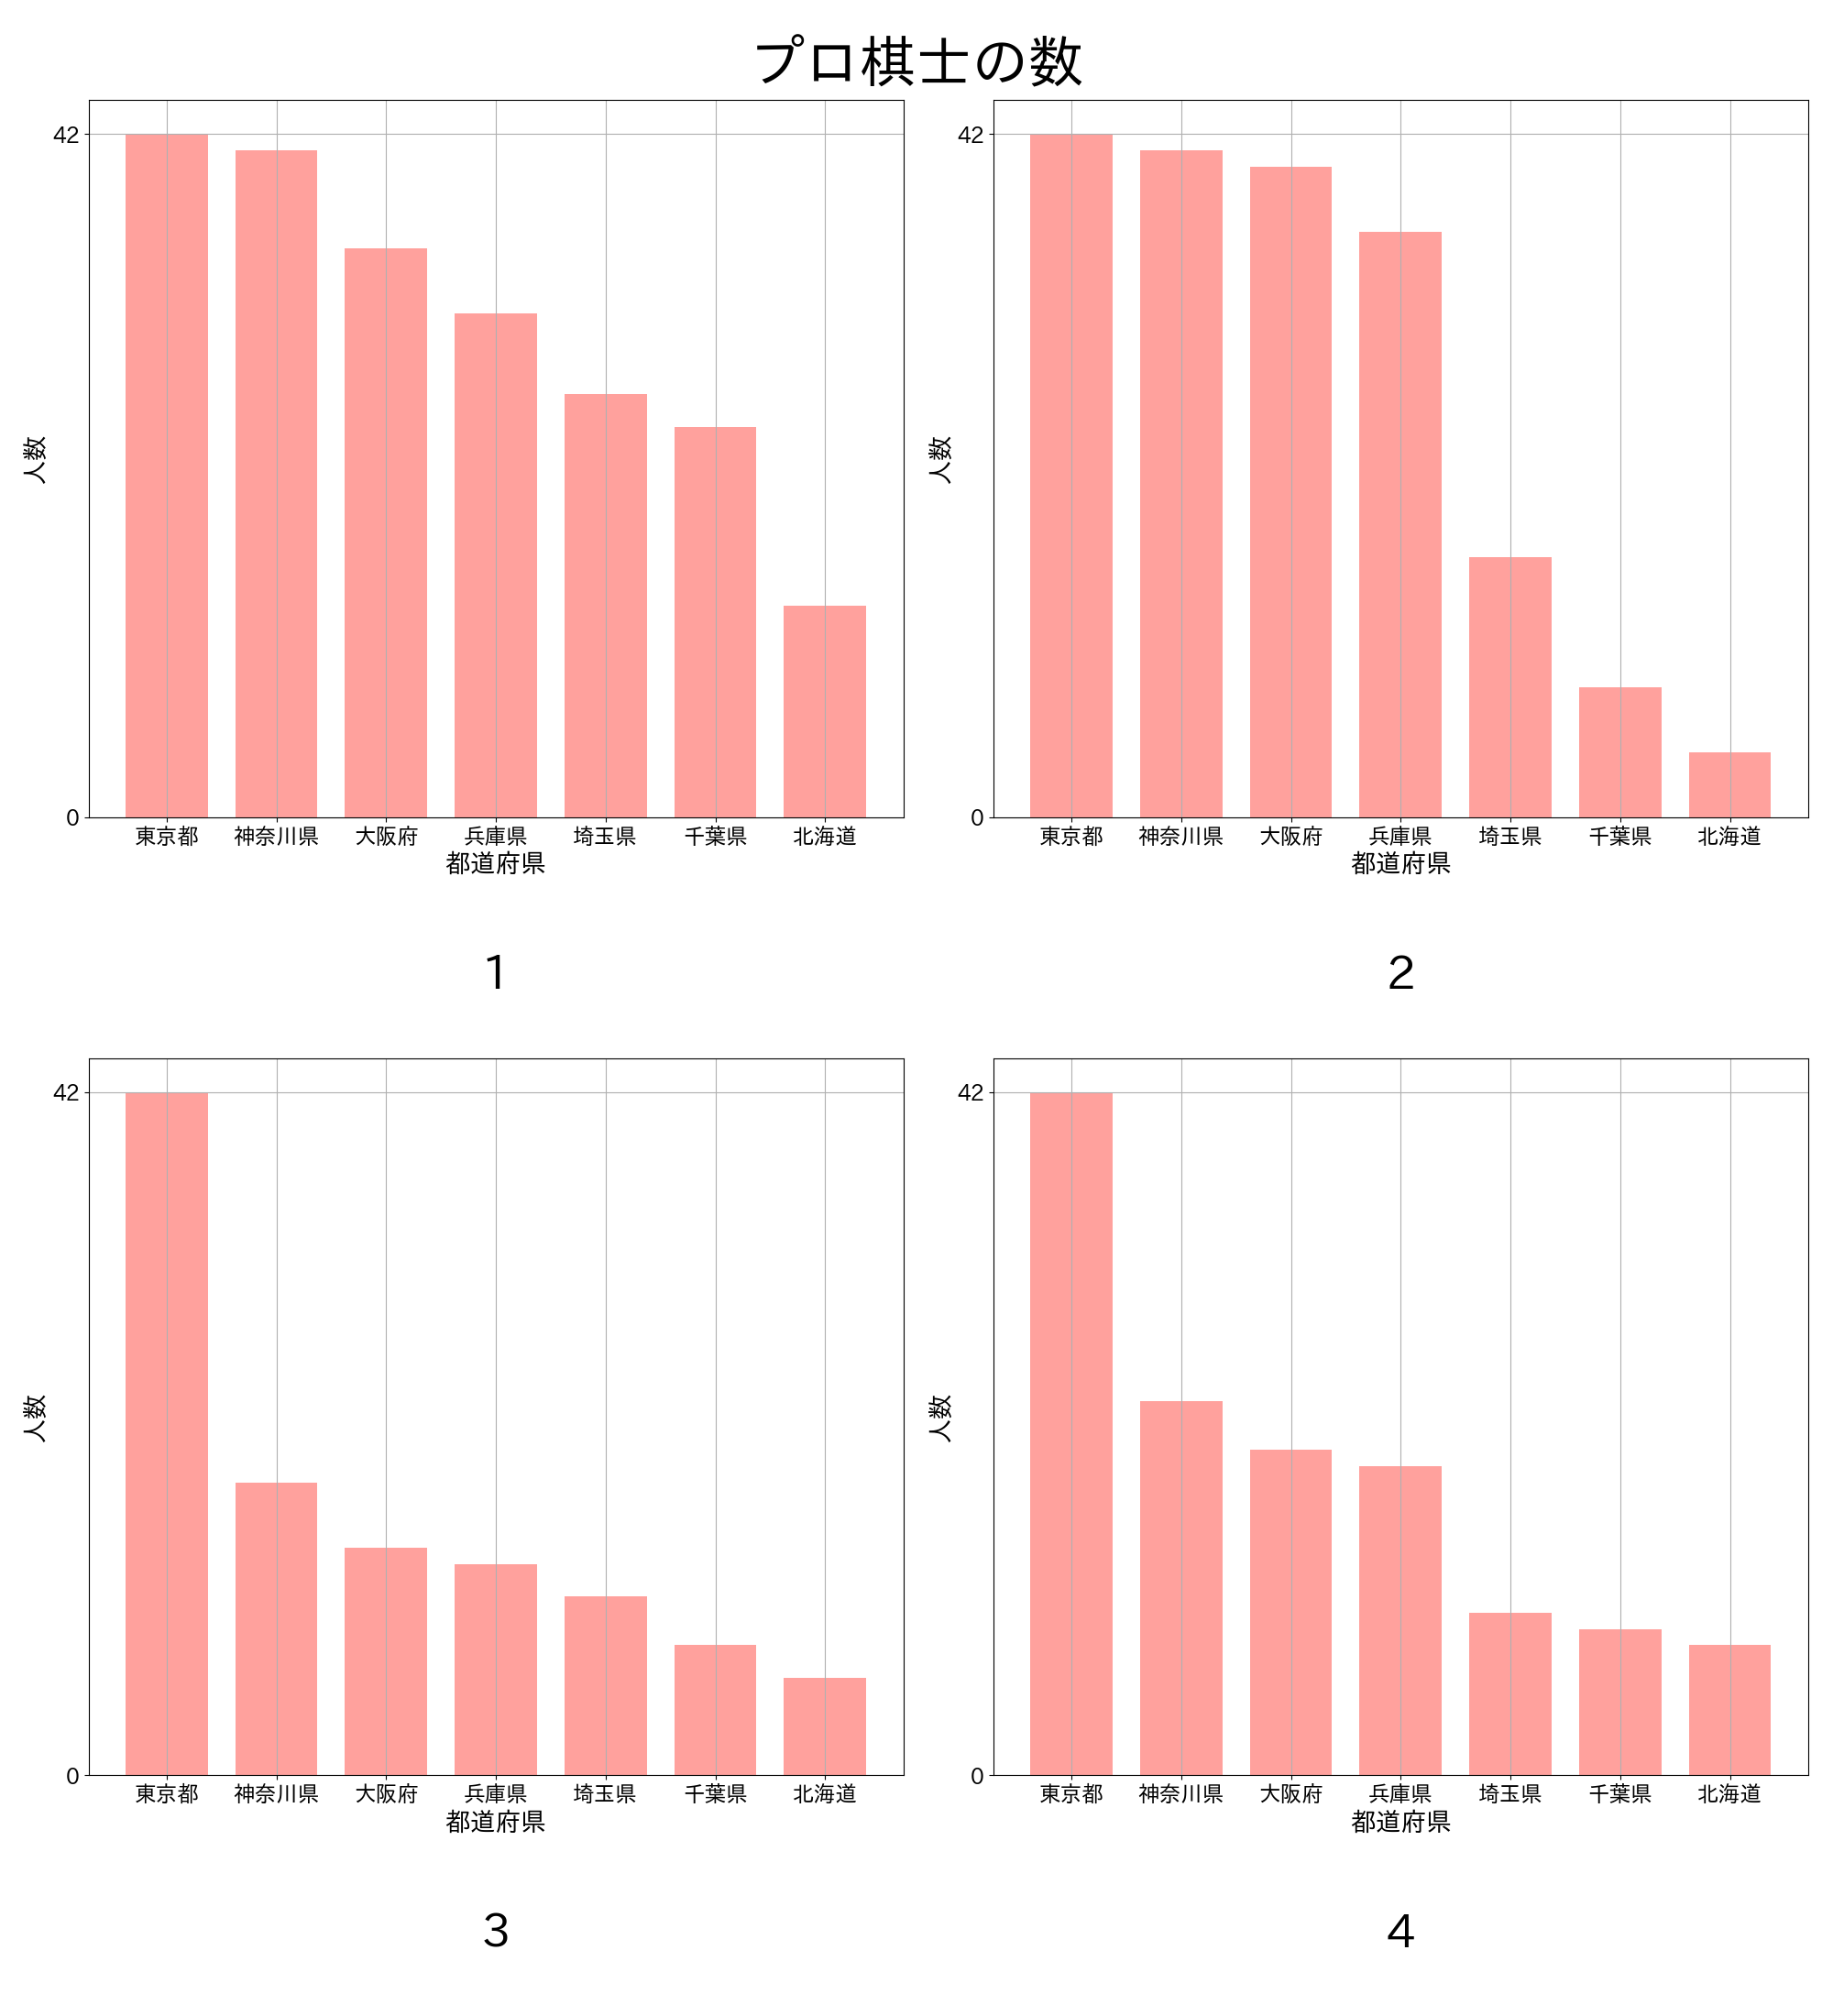 プロ棋士の数
42
0
人数
東京都 神奈川県 大阪府 兵庫県 埼玉県 千葉県 北海道
都道府県
1
42
0
人数
東京都 神奈川県 大阪府 兵庫県 埼玉県 千葉県 北海道
都道府県
2
42
0
人数
東京都 神奈川県 大阪府 兵庫県 埼玉県 千葉県 北海道
都道府県
3
42
0
人数
東京都 神奈川県 大阪府 兵庫県 埼玉県 千葉県 北海道
都道府県
4